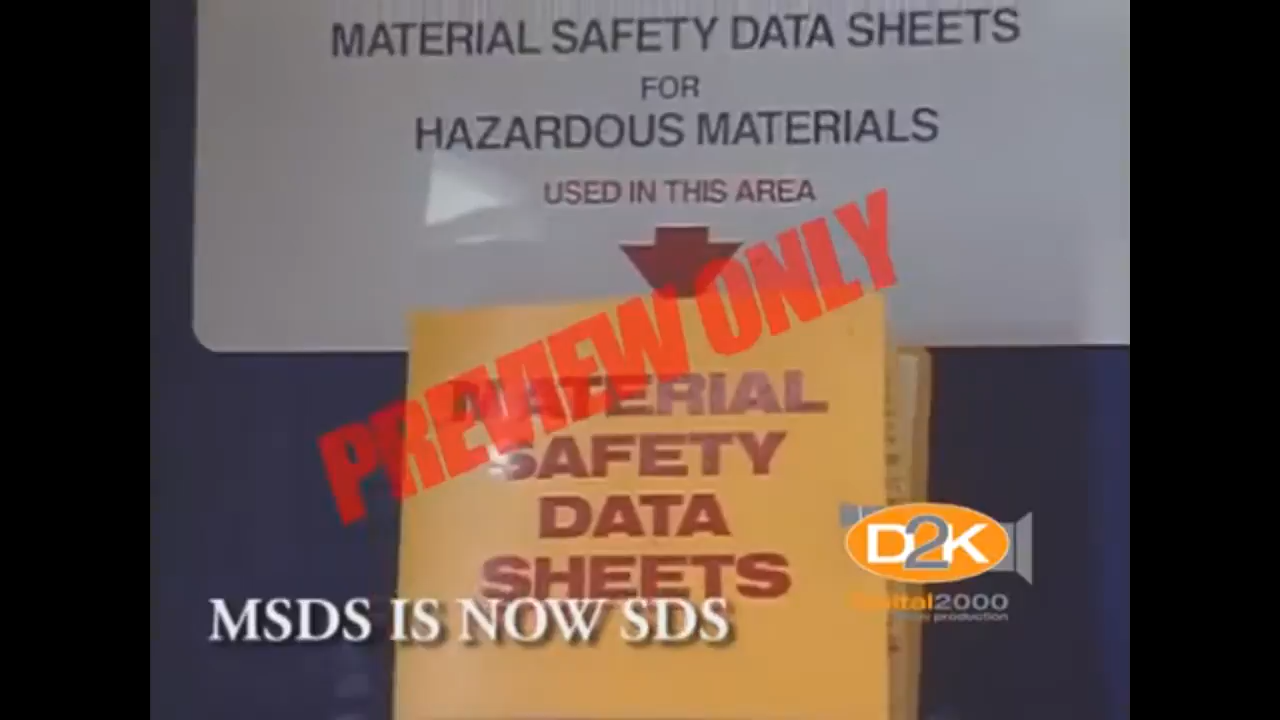 MATERIAL SAFETY DATA SHEETS
FOR
HAZARDOUS MATERIALS
USED IN THIS AREA
PREVIEW ONLY
MATERIAL
SAFETY
DATA
SHEETS
D2K
Digital2000
production
MSDS IS NOW SDS